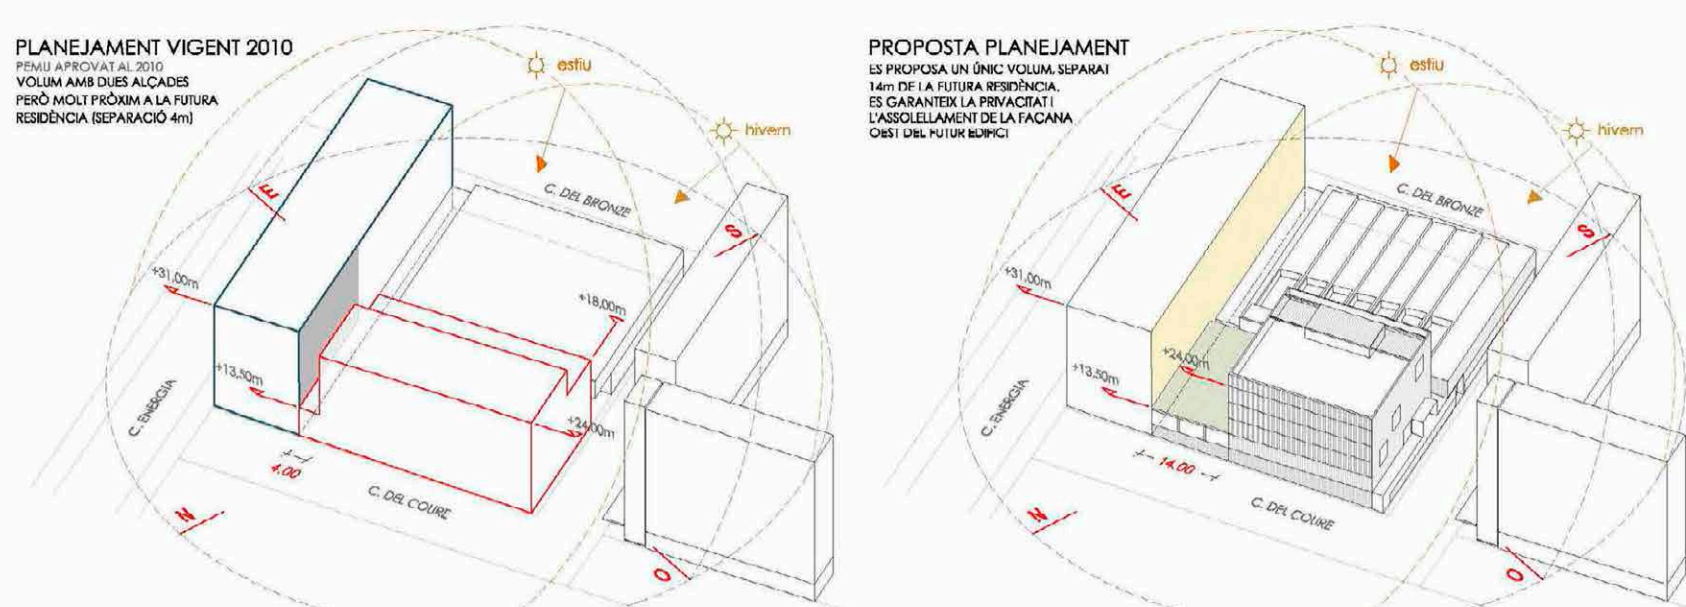 PLANEJAMENT VIGENT 2010
PEMU APROVAT AL 2010
VOLUM AMB DUES ALÇADES
PERÒ MOLT PRÒXIM A LA FUTURA
RESIDÈNCIA (SEPARACIÓ 4m)
estiu
hivern
E
C. DEL BRONZE
S
+31,00m
+18,00m
+13,50m
+24,00m
C. ENERGIA
4.00
C. DEL COURE
N
O
PROPOSTA PLANEJAMENT
ES PROPOSA UN ÚNIC VOLUM, SEPARAT
14m DE LA FUTURA RESIDÈNCIA.
ES GARANTEIX LA PRIVACITAT I
L'ASSOLELLAMENT DE LA FAÇANA
OEST DEL FUTUR EDIFICI
estiu
hivern
E
C. DEL BRONZE
S
+31,00m
+24,00m
+13,50m
C. ENERGIA
14.00
C. DEL COURE
N
O